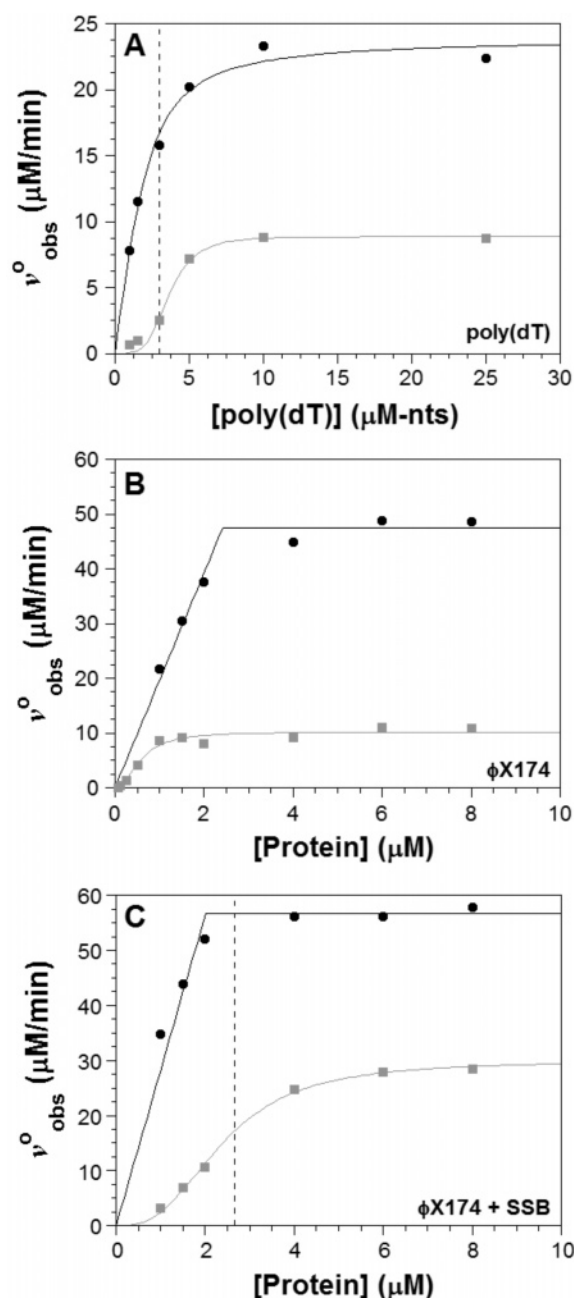 A
25
20
15
10
5
0
v°obs (μM/min)
poly(dT)
0 5 10 15 20 25 30
[poly(dT)] (μM-nts)
B
60
50
40
30
20
10
0
v°obs (μM/min)
ϕX174
0 2 4 6 8 10
[Protein] (μM)
C
60
50
40
30
20
10
0
v°obs (μM/min)
ϕX174 + SSB
0 2 4 6 8 10
[Protein] (μM)